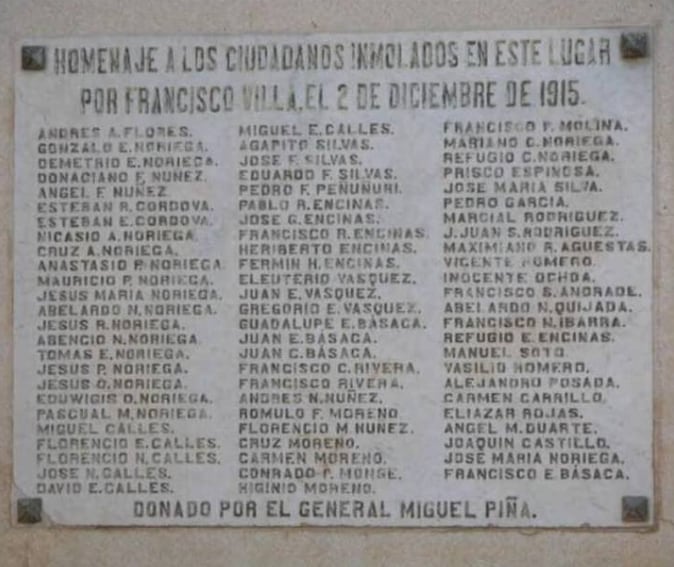 HOMENAJE A LOS CIUDADANOS INMOLADOS EN ESTE LUGAR
POR FRANCISCO VILLA, EL 2 DE DICIEMBRE DE 1915.
ANDRES A. FLORES.
GONZALO E. NORIEGA.
DEMETRIO E. NORIEGA.
DONACIANO F. NUNEZ.
ANGEL F. NUÑEZ.
ESTEBAN R. CORDOVA.
ESTEBAN E. CORDOVA.
NICASIO A. NORIEGA.
CRUZ A. NORIEGA.
ANASTASIO P. NORIEGA.
MAURICIO P. NORIEGA.
JESUS MARIA NORIEGA.
ABELARDO N. NORIEGA.
JESUS R. NORIEGA.
ABENCIO N. NORIEGA.
TOMAS E. NORIEGA.
JESUS P. NORIEGA.
JESUS O. NORIEGA.
EDUWIGIS O. NORIEGA.
PASCUAL M. NORIEGA.
MIGUEL CALLES.
FLORENCIO E. CALLES.
FLORENCIO N. CALLES.
JOSE N. CALLES.
DAVID E. CALLES.
MIGUEL E. CALLES.
AGAPITO SILVAS.
JOSE F. SILVAS.
EDUARDO F. SILVAS.
PEDRO F. PEÑUÑURI.
PABLO R. ENCINAS.
JOSE G. ENCINAS.
FRANCISCO R. ENCINAS.
HERIBERTO ENCINAS.
FERMIN H. ENCINAS.
ELEUTERIO VASQUEZ.
JUAN E. VASQUEZ.
GREGORIO E. VASQUEZ.
GUADALUPE E. BÁSACA.
JUAN E. BÁSACA.
JUAN C. BÁSACA.
FRANCISCO C. RIVERA.
FRANCISCO RIVERA.
ANDRES N. NUÑEZ.
ROMULO F. MORENO.
FLORENCIO M. NUNEZ.
CRUZ MORENO.
CARMEN MORENO.
CONRADO F. MONGE.
HIGINIO MORENO.
FRANCISCO F. MOLINA.
MARIANO C. NORIEGA.
REFUGIO C. NORIEGA.
PRISCO ESPINOSA.
JOSE MARIA SILVA.
PEDRO GARCIA.
MARCIAL RODRIGUEZ.
J. JUAN S. RODRIGUEZ.
MAXIMIANO R. AGUESTAS.
VICENTE ROMERO.
INOCENTE OCHOA.
FRANCISCO S. ANDRADE.
ABELARDO N. QUIJADA.
FRANCISCO N. IBARRA.
REFUGIO E. ENCINAS.
MANUEL SOTO.
VASILIO ROMERO.
ALEJANDRO POSADA.
CARMEN CARRILLO.
ELIAZAR ROJAS.
ANGEL M. DUARTE.
JOAQUIN CASTILLO.
JOSE MARIA NORIEGA.
FRANCISCO E. BÁSACA.
DONADO POR EL GENERAL MIGUEL PIÑA.